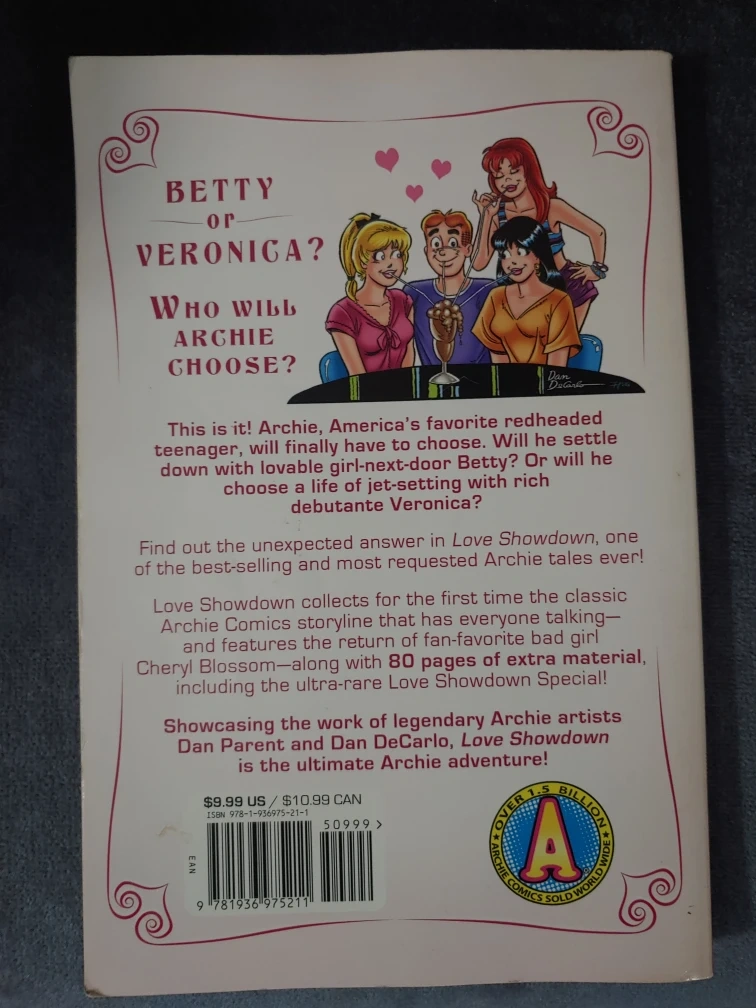 BETTY
or
VERONICA?
WHO WILL
ARCHIE
CHOOSE?
Dan
DeCarlo
This is it! Archie, America's favorite redheaded
teenager, will finally have to choose. Will he settle
down with lovable girl-next-door Betty? Or will he
choose a life of jet-setting with rich
debutante Veronica?
Find out the unexpected answer in Love Showdown, one
of the best-selling and most requested Archie tales ever!
Love Showdown collects for the first time the classic
Archie Comics storyline that has everyone talking—
and features the return of fan-favorite bad girl
Cheryl Blossom—along with 80 pages of extra material,
including the ultra-rare Love Showdown Special!
Showcasing the work of legendary Archie artists
Dan Parent and Dan DeCarlo, Love Showdown
is the ultimate Archie adventure!
$9.99 US / $10.99 CAN
ISBN 978-1-936975-21-1
50999 >
EAN
9 781936 975211
★ OVER 1.5 BILLION ★
A
ARCHIE COMICS SOLD WORLD WIDE